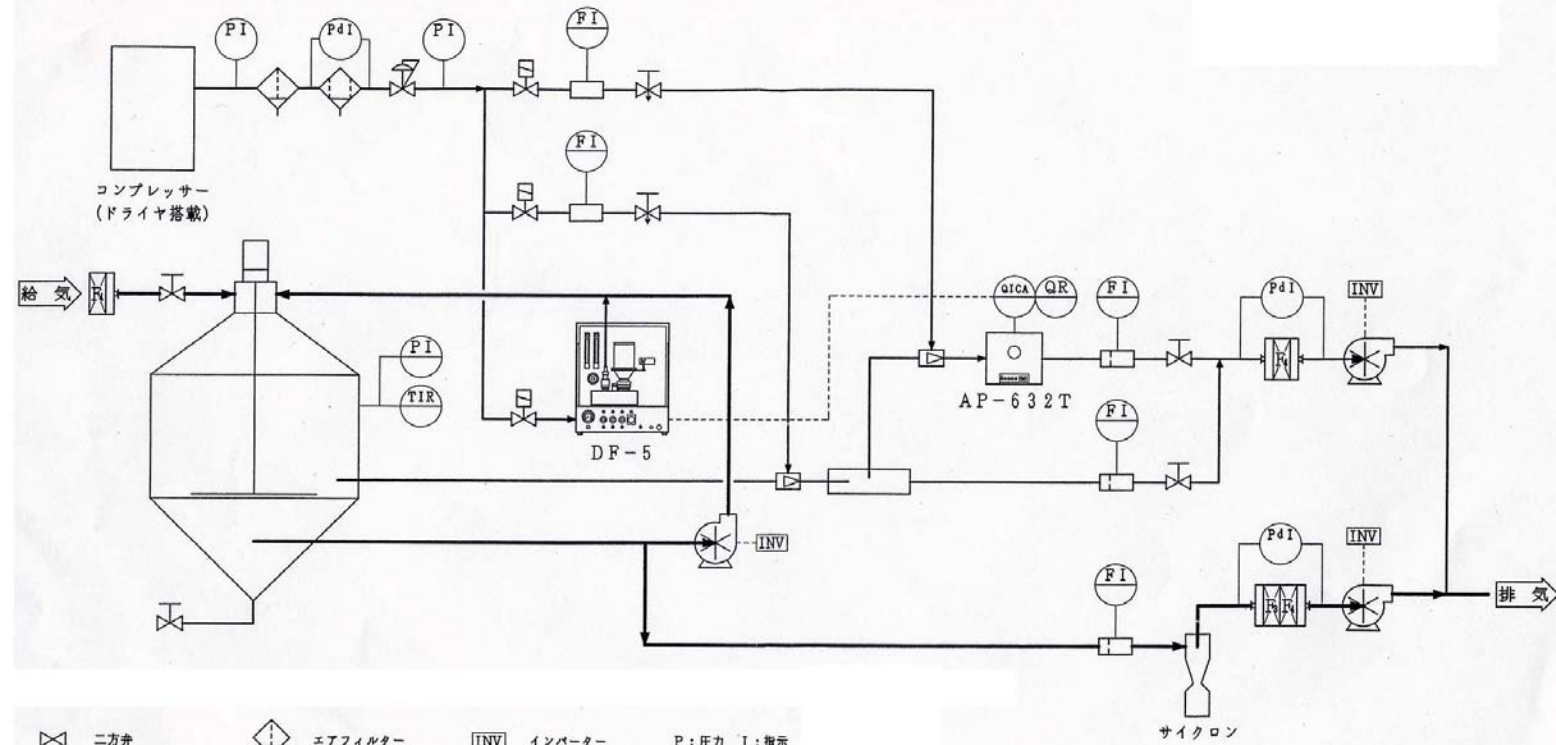 PI
PdI
PI
FI
FI
コンプレッサー
(ドライヤ搭載)
給気
F₁
PI
TIR
DF-5
QICA
QR
FI
PdI
INV
AP-632T
FI
INV
PdI
INV
FI
排気
サイクロン
二方弁
エアフィルター
INV インバーター
P:圧力 I:指示